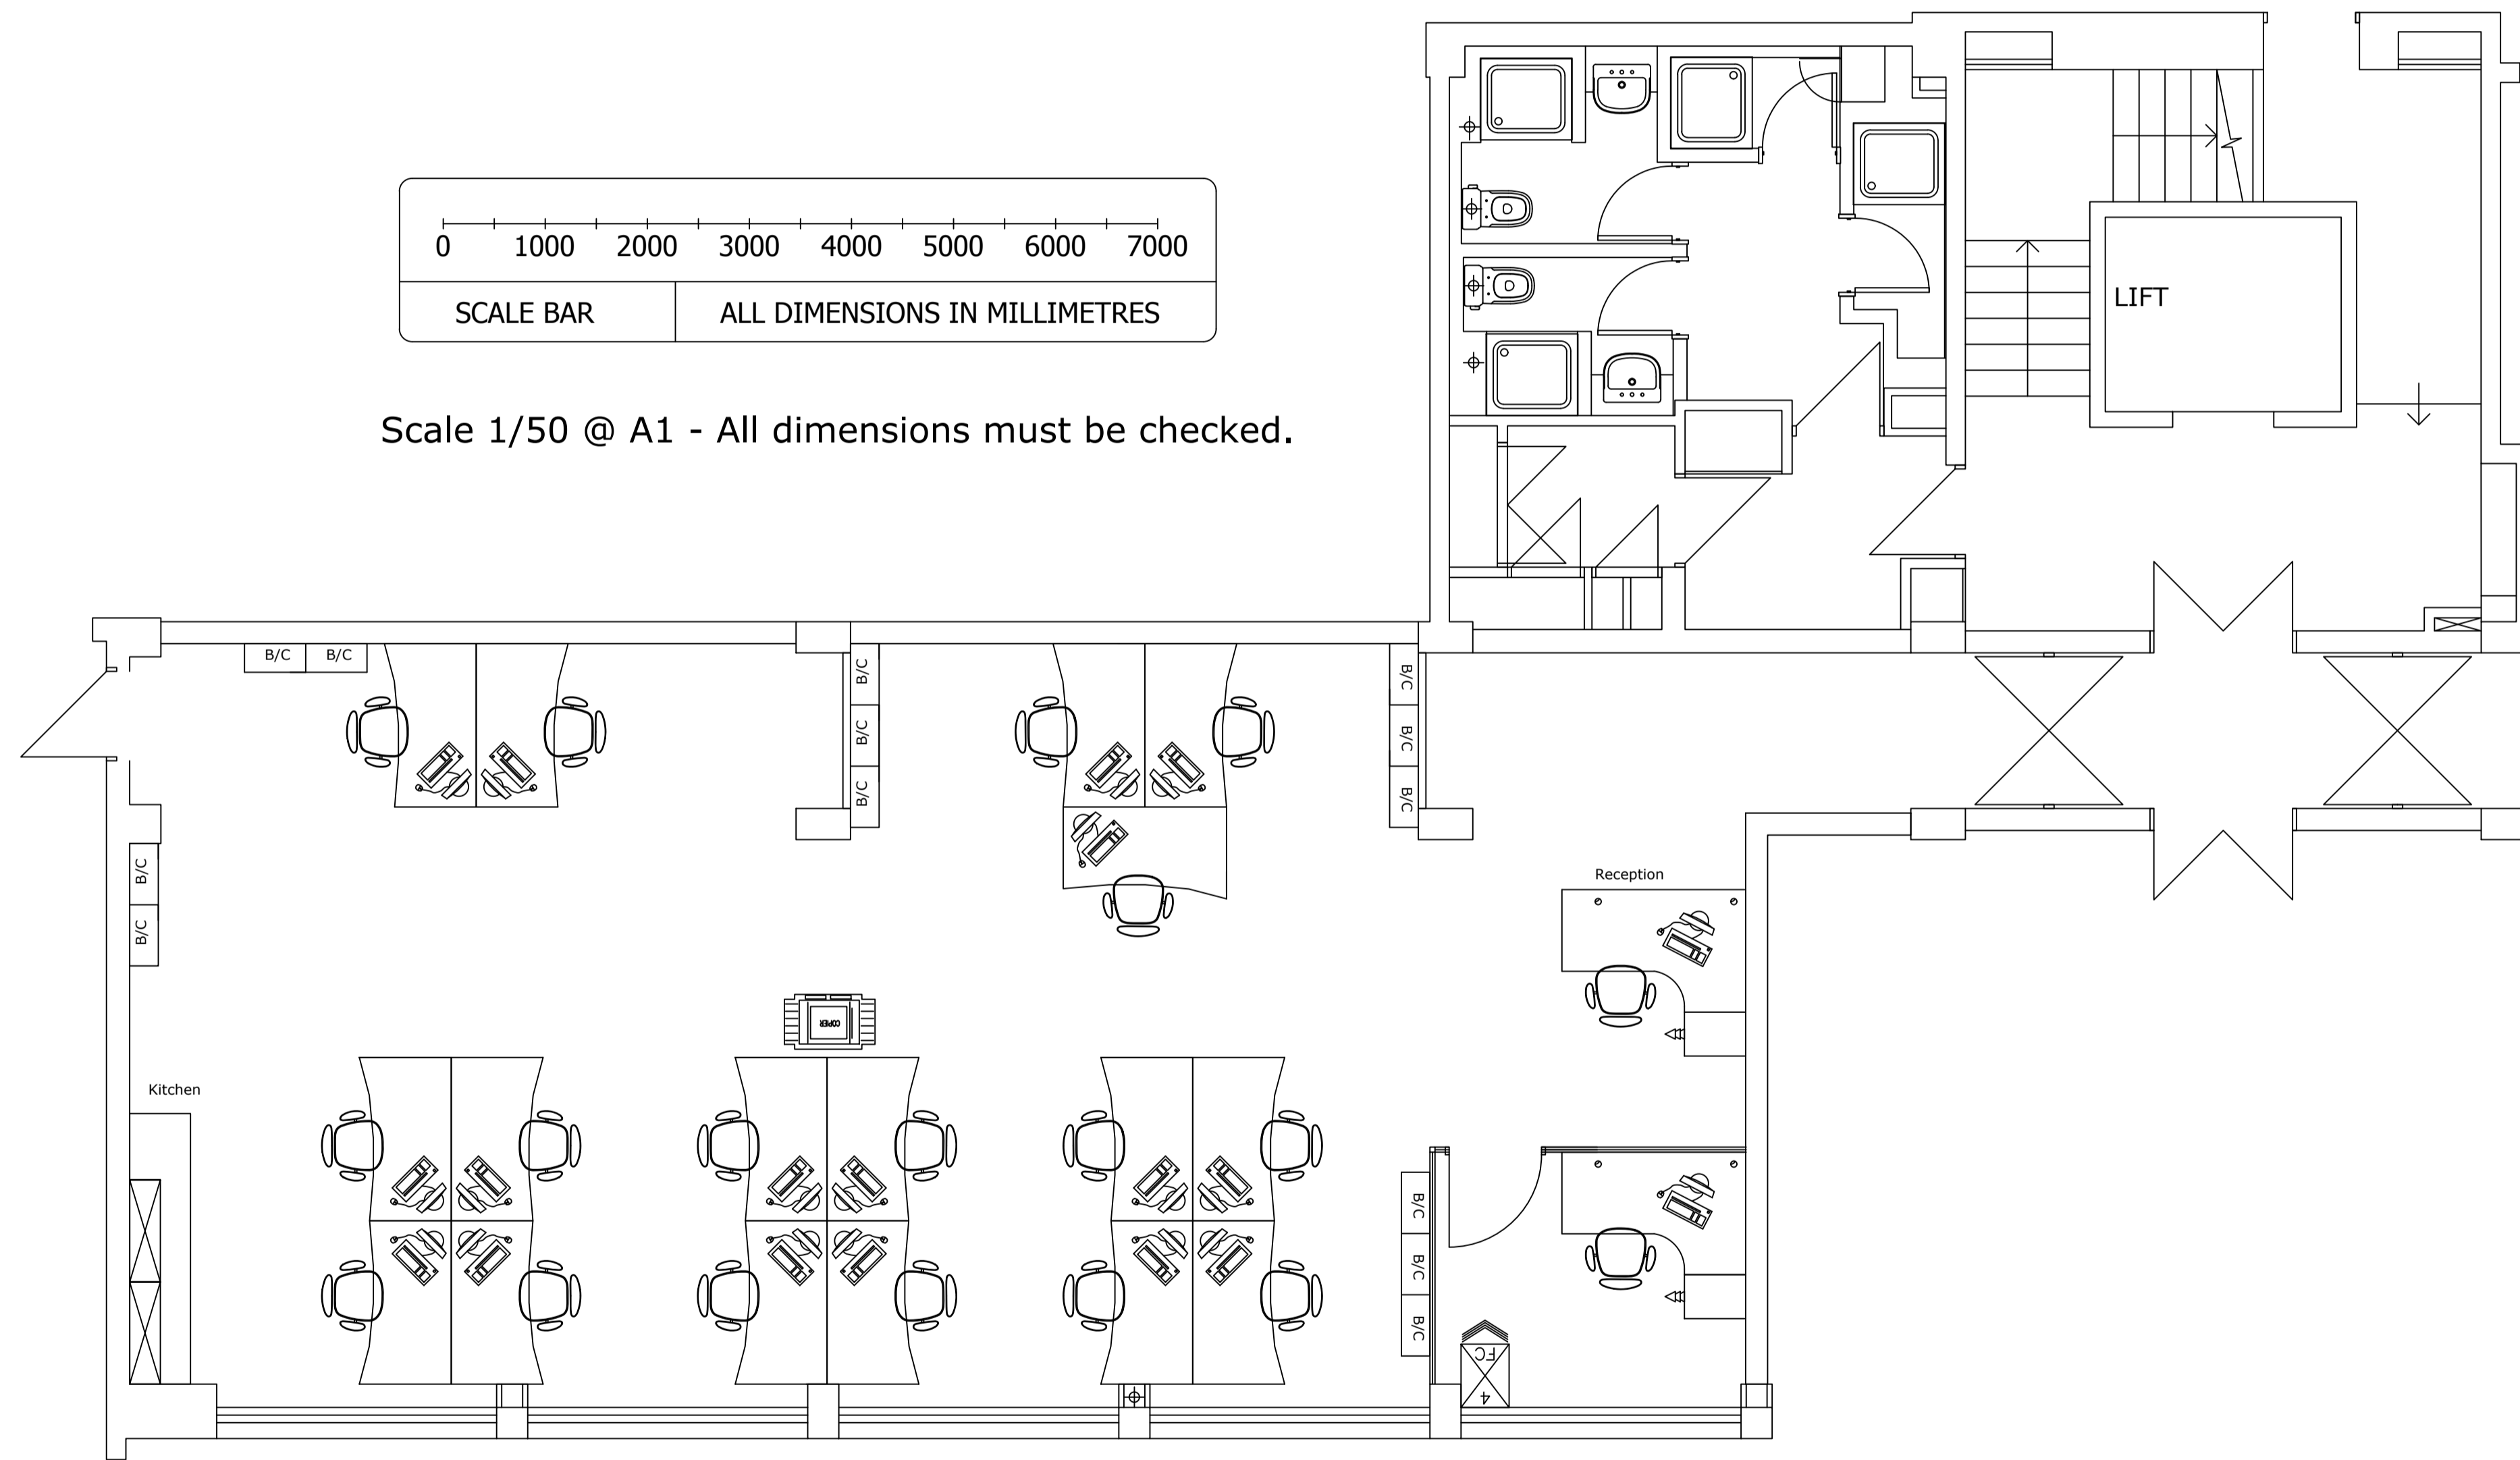 0 1000 2000 3000 4000 5000 6000 7000
SCALE BAR ALL DIMENSIONS IN MILLIMETRES
LIFT
Scale 1/50 @ A1 - All dimensions must be checked.
B/C B/C
B/C
B/C
B/C
B/C
B/C
B/C
B/C
B/C
Reception
COPIER
Kitchen
B/C
B/C
B/C
FC
4